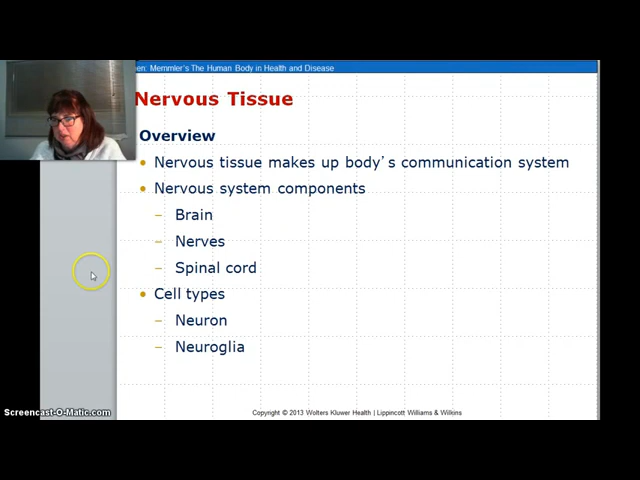 een: Memmler's The Human Body in Health and Disease
Nervous Tissue
Overview
• Nervous tissue makes up body's communication system
• Nervous system components
– Brain
– Nerves
– Spinal cord
• Cell types
– Neuron
– Neuroglia
Copyright © 2013 Wolters Kluwer Health | Lippincott Williams & Wilkins
Screencast-O-Matic.com